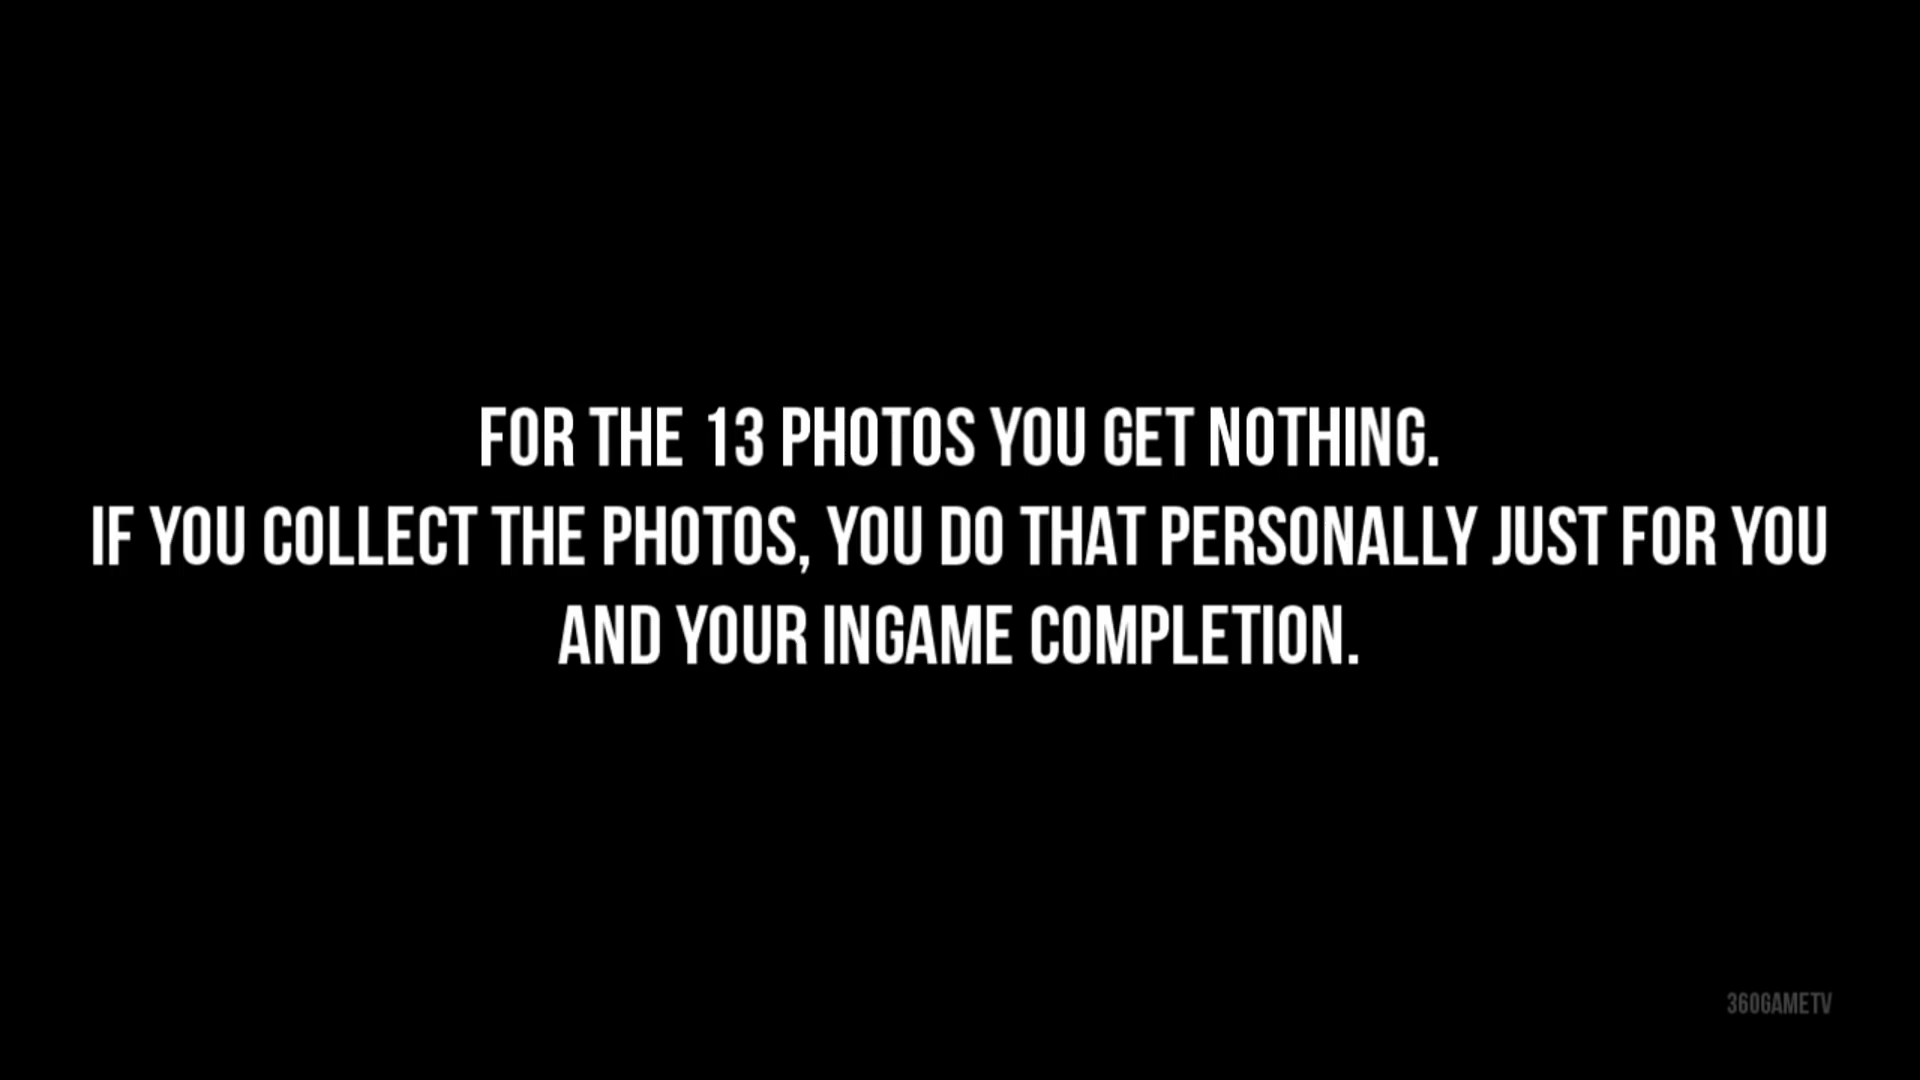 FOR THE 13 PHOTOS YOU GET NOTHING.
IF YOU COLLECT THE PHOTOS, YOU DO THAT PERSONALLY JUST FOR YOU
AND YOUR INGAME COMPLETION.
360GAMETV